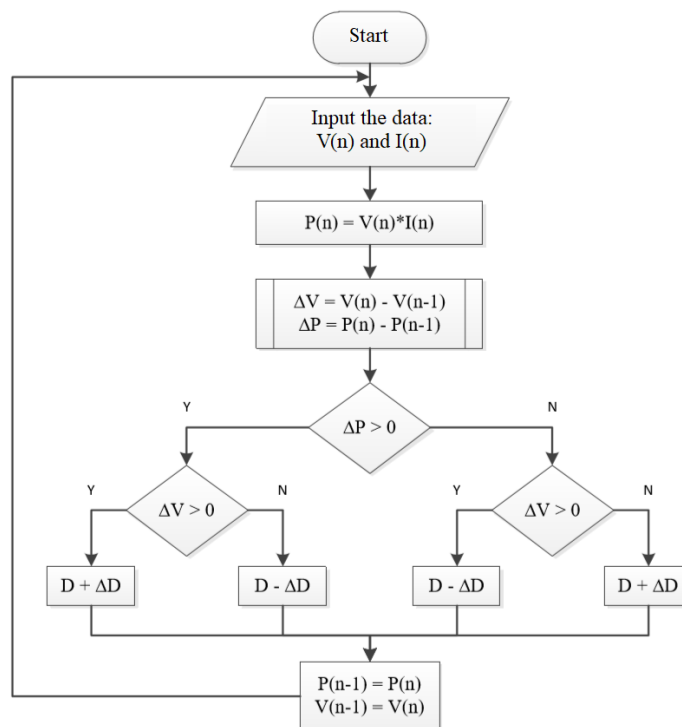 Start
Input the data:
V(n) and I(n)
P(n) = V(n)*I(n)
ΔV = V(n) - V(n-1)
ΔP = P(n) - P(n-1)
Y
N
ΔP > 0
Y
N
Y
N
ΔV > 0
ΔV > 0
D + ΔD
D - ΔD
D - ΔD
D + ΔD
P(n-1) = P(n)
V(n-1) = V(n)